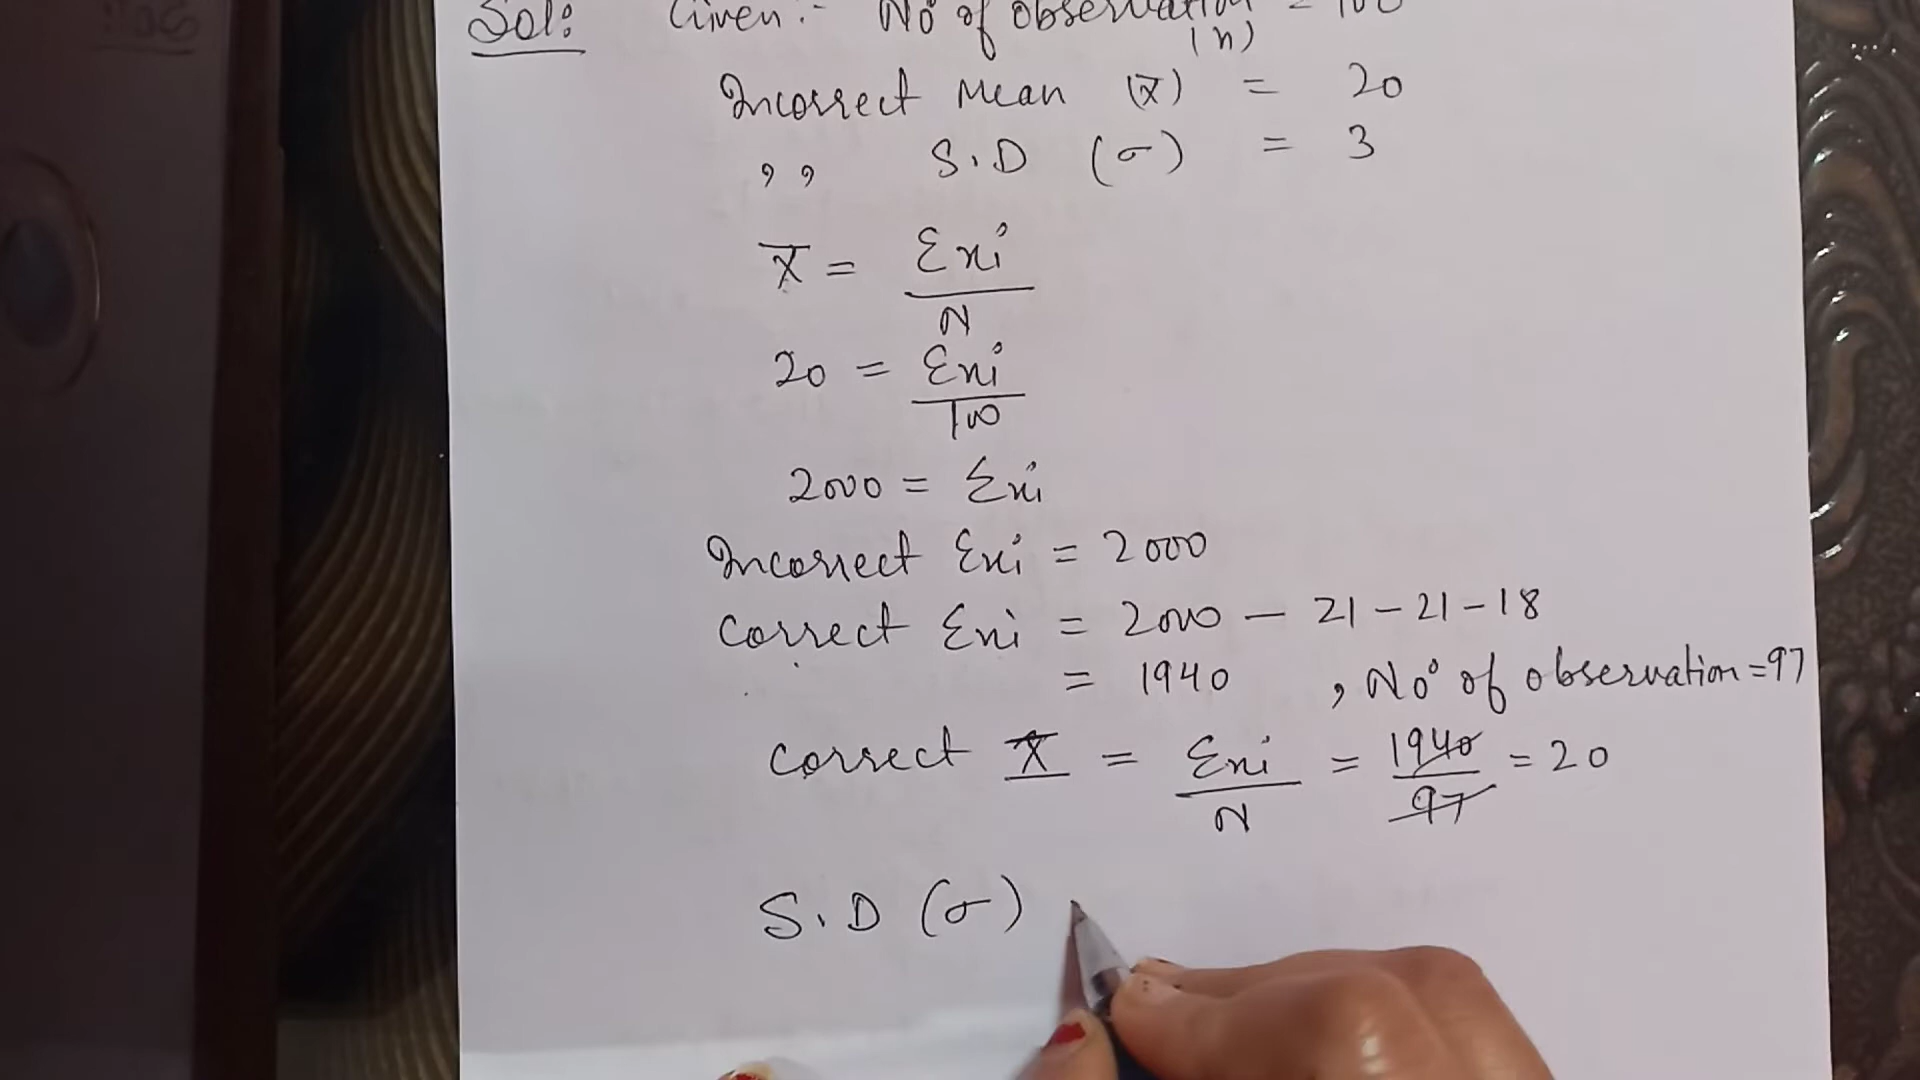 Sol: Given :- No of observation = 100
(n)
Incorrect Mean (x̄) = 20
,, S.D (σ) = 3
X̄ = Σxi / N
20 = Σxi / 100
2000 = Σxi
Incorrect Σxi = 2000
Correct Σxi = 2000 - 21 - 21 - 18
= 1940 , No of observation = 97
Correct X̄ = Σxi / N = 1940 / 97 = 20
S.D (σ)